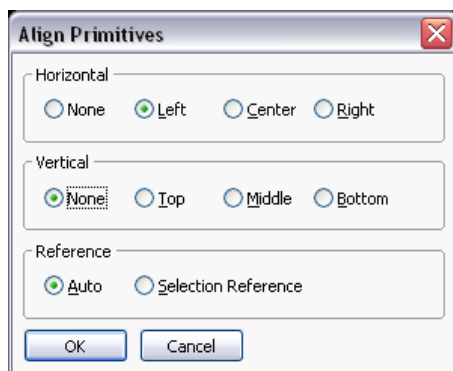 Align Primitives
Horizontal
None Left Center Right
Vertical
None Top Middle Bottom
Reference
Auto Selection Reference
OK Cancel